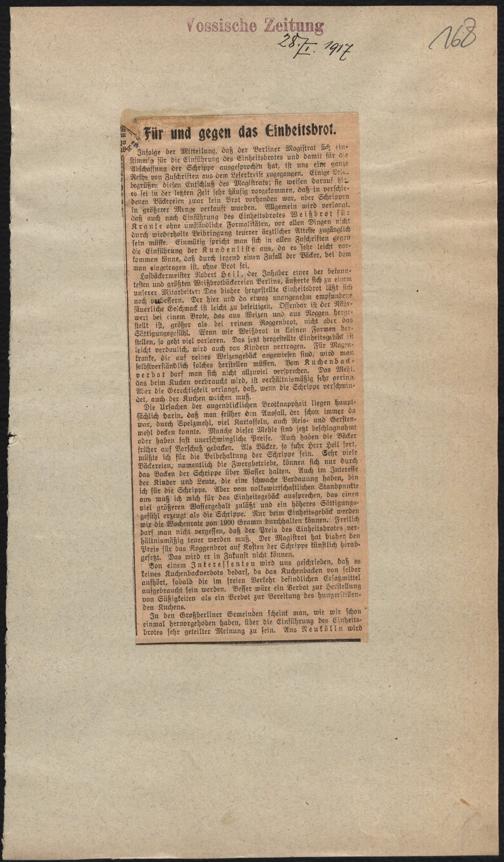 Vossische Zeitung
28./I. 1917
168
Für und gegen das Einheitsbrot.
Infolge der Mitteilung, daß der Berliner Magistrat sich ein-
stimmig für die Einführung des Einheitsbrotes und damit für die
Abschaffung der Schrippe ausgesprochen hat, ist uns eine ganze
Reihe von Zuschriften aus dem Leserkreise zugegangen. Einige
begrüßen diesen Entschluß des Magistrats; sie weisen darauf hin,
es sei in der letzten Zeit sehr häufig vorgekommen, daß in verschie-
denen Bäckereien zwar kein Brot vorhanden war, aber Schrippen
in größerer Menge verkauft wurden. Allgemein wird verlangt,
daß auch nach Einführung des Einheitsbrotes Weißbrot für
Kranke ohne umständliche Formalitäten, vor allen Dingen nicht
durch wiederholte Beibringung teuerer ärztlicher Atteste zugänglich
sein müßte. Einmütig spricht man sich in allen Zuschriften gegen
die Einführung der Kundenliste aus, da es sehr leicht vor-
kommen könne, daß durch irgend einen Zufall der Bäcker, bei dem
man eingetragen ist, ohne Brot sei.
Hofbäckermeister Robert Heil, der Inhaber einer der bekann-
testen und größten Weißbrotbäckereien Berlins, äußerte sich zu einem
unserer Mitarbeiter: Das bisher hergestellte Einheitsbrot läßt sich
noch verbessern. Der hier und da etwas unangenehm empfundene
säuerliche Geschmack ist leicht zu beseitigen. Offenbar ist der Nähr-
wert bei einem Brote, das aus Weizen und aus Roggen herge-
stellt ist, größer als bei reinem Roggenbrot, nicht aber das
Sättigungsgefühl. Wenn wir Weißbrot in kleinen Formen her-
stellen, so geht viel verloren. Das jetzt hergestellte Einheitsgebäck ist
leicht verdaulich, wird auch von Kindern vertragen. Für Magen-
kranke, die auf reines Weizengebäck angewiesen sind, wird man
selbstverständlich solches herstellen müssen. Vom Kuchenback-
verbot darf man sich nicht allzuviel versprechen. Das Mehl,
das beim Kuchen verbraucht wird, ist verhältnismäßig sehr gering.
Aber die Gerechtigkeit verlangt, daß, wenn die Schrippe verschwin-
det, auch der Kuchen weichen muß.
Die Ursachen der augenblicklichen Brotknappheit liegen haupt-
sächlich darin, daß man früher den Ausfall, der schon immer da
war, durch Spelzmehl, viel Kartoffeln, auch Reis- und Gersten-
mehl decken konnte. Manche dieser Mehle sind jetzt beschlagnahmt
oder haben fast unerschwingliche Preise. Auch haben die Bäcker
früher auf Vorschuß gebacken. Als Bäcker, so fuhr Herr Heil fort,
müßte ich für die Beibehaltung der Schrippe sein. Sehr viele
Bäckereien, namentlich die Zwergbetriebe, können sich nur durch
das Backen der Schrippe über Wasser halten. Auch im Interesse
der Kinder und Leute, die eine schwache Verdauung haben, bin
ich für die Schrippe. Aber vom volkswirtschaftlichen Standpunkte
aus muß ich mich für das Einheitsgebäck aussprechen, das einen
viel größeren Wassergehalt zuläßt und ein höheres Sättigungs-
gefühl erzeugt als die Schrippe. Nur beim Einheitsgebäck werden
wir die Wochenrate von 1900 Gramm durchhalten können. Freilich
darf man nicht vergessen, daß der Preis des Einheitsbrotes ver-
hältnismäßig teuer werden muß. Der Magistrat hat bisher den
Preis für das Roggenbrot auf Kosten der Schrippe künstlich herab-
gesetzt. Das wird er in Zukunft nicht können.
Von einem Interessenten wird uns geschrieben, daß es
keines Kuchenbackverbotes bedarf, da das Kuchenbacken von selber
aufhört, sobald die im freien Verkehr befindlichen Ersatzmittel
aufgebraucht sein werden. Besser wäre ein Verbot zur Herstellung
von Süßigkeiten als ein Verbot zur Bereitung des hungerstillen-
den Kuchens.
In den Großberliner Gemeinden scheint man, wie wir schon
einmal hervorgehoben haben, über die Einführung des Einheits-
brotes sehr geteilter Meinung zu sein. Aus Neukölln wird